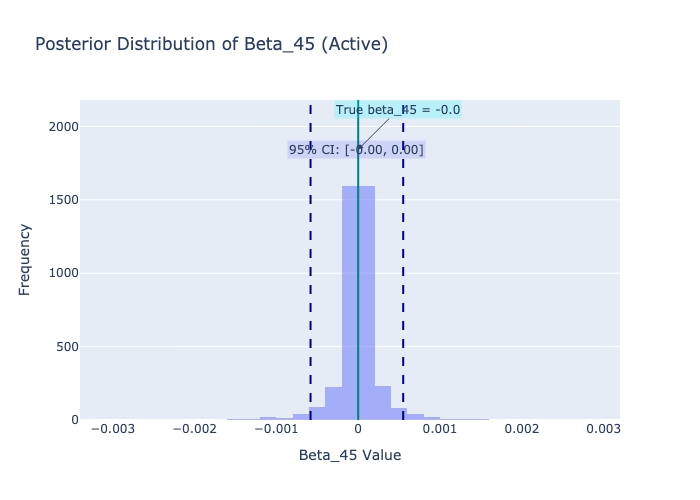 Posterior Distribution of Beta_45 (Active)
True beta_45 = -0.0
95% CI: [-0.00, 0.00]
2000
1500
1000
500
0
Frequency
−0.003
−0.002
−0.001
0
0.001
0.002
0.003
Beta_45 Value